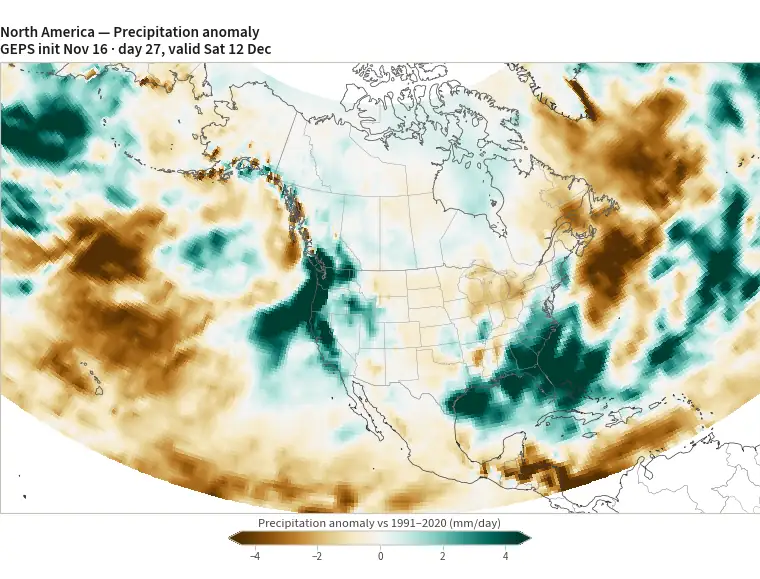 North America — Precipitation anomaly
GEPS init Nov 16 · day 27, valid Sat 12 Dec
Precipitation anomaly vs 1991–2020 (mm/day)
−4 −2 0 2 4